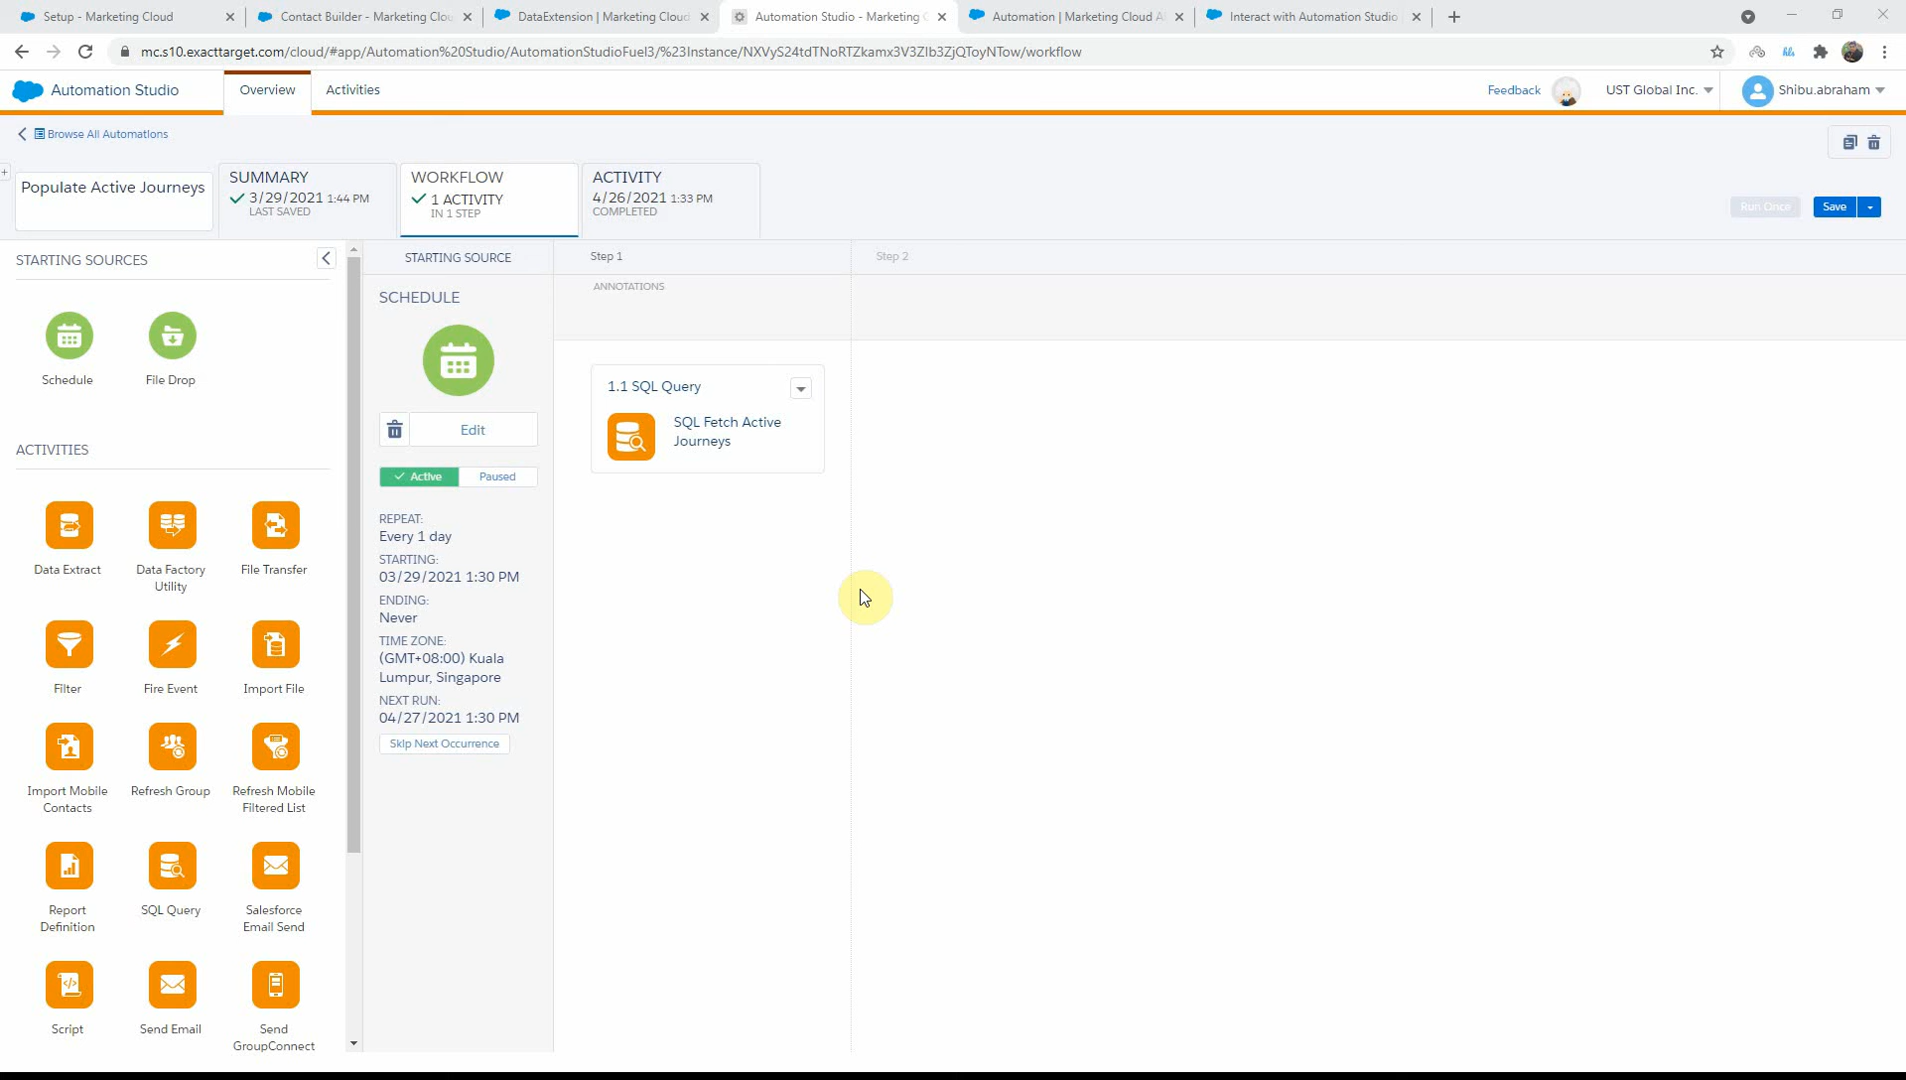 Setup - Marketing Cloud
Contact Builder - Marketing Clou
DataExtension | Marketing Cloud
Automation Studio - Marketing C
Automation | Marketing Cloud A
Interact with Automation Studio
mc.s10.exacttarget.com/cloud/#app/Automation%20Studio/AutomationStudioFuel3/%23Instance/NXVyS24tdTNoRTZkamx3V3ZIb3ZjQToyNTow/workflow
Automation Studio
Overview
Activities
Feedback
UST Global Inc.
Shibu.abraham
Browse All Automations
Populate Active Journeys
SUMMARY
3/29/2021 1:44 PM
LAST SAVED
WORKFLOW
1 ACTIVITY
IN 1 STEP
ACTIVITY
4/26/2021 1:33 PM
COMPLETED
Run Once
Save
STARTING SOURCES
Schedule
File Drop
ACTIVITIES
Data Extract
Data Factory
Utility
File Transfer
Filter
Fire Event
Import File
Import Mobile
Contacts
Refresh Group
Refresh Mobile
Filtered List
Report
Definition
SQL Query
Salesforce
Email Send
Script
Send Email
Send
GroupConnect
STARTING SOURCE
SCHEDULE
Edit
Active
Paused
REPEAT:
Every 1 day
STARTING:
03/29/2021 1:30 PM
ENDING:
Never
TIME ZONE:
(GMT+08:00) Kuala
Lumpur, Singapore
NEXT RUN:
04/27/2021 1:30 PM
Skip Next Occurrence
Step 1
Step 2
ANNOTATIONS
1.1 SQL Query
SQL Fetch Active
Journeys